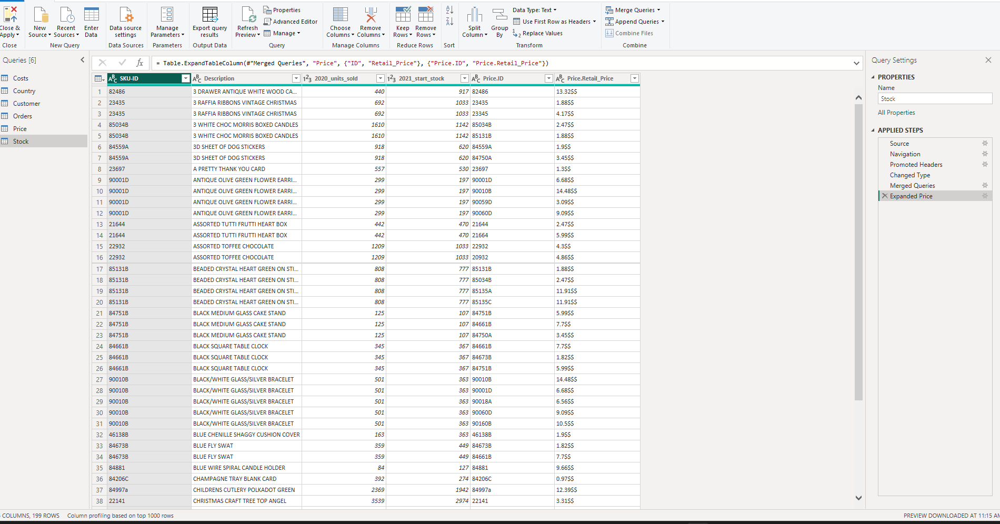 Close & Apply
New Source
Recent Sources
Enter Data
Data source settings
Manage Parameters
Export query results
Refresh Preview
Properties
Advanced Editor
Manage
Choose Columns
Remove Columns
Keep Rows
Remove Rows
Split Column
Group By
Data Type: Text
Use First Row as Headers
Replace Values
Merge Queries
Append Queries
Combine Files
Close
New Query
Data Sources
Parameters
Output Data
Query
Manage Columns
Reduce Rows
Sort
Transform
Combine
Queries [6]
Costs
Country
Customer
Orders
Price
Stock
fx = Table.ExpandTableColumn(#"Merged Queries", "Price", {"ID", "Retail_Price"}, {"Price.ID", "Price.Retail_Price"})
SKU-ID Description 2020_units_sold 2021_start_stock Price.ID Price.Retail_Price
1 82486 3 DRAWER ANTIQUE WHITE WOOD CA... 440 917 82486 13.32$$
2 23435 3 RAFFIA RIBBONS VINTAGE CHRISTMAS 692 1033 23435 1.88$$
3 23435 3 RAFFIA RIBBONS VINTAGE CHRISTMAS 692 1033 23345 4.17$$
4 85034B 3 WHITE CHOC MORRIS BOXED CANDLES 1610 1142 85034B 2.47$$
5 85034B 3 WHITE CHOC MORRIS BOXED CANDLES 1610 1142 85131B 1.88$$
6 84559A 3D SHEET OF DOG STICKERS 918 620 84559A 1.9$$
7 84559A 3D SHEET OF DOG STICKERS 918 620 84750A 3.45$$
8 23697 A PRETTY THANK YOU CARD 557 530 23697 1.3$$
9 90001D ANTIQUE OLIVE GREEN FLOWER EARRI... 299 197 90001D 6.68$$
10 90001D ANTIQUE OLIVE GREEN FLOWER EARRI... 299 197 90010B 14.48$$
11 90001D ANTIQUE OLIVE GREEN FLOWER EARRI... 299 197 90059D 3.09$$
12 90001D ANTIQUE OLIVE GREEN FLOWER EARRI... 299 197 90060D 9.09$$
13 21644 ASSORTED TUTTI FRUTTI HEART BOX 442 470 21644 2.47$$
14 21644 ASSORTED TUTTI FRUTTI HEART BOX 442 470 21664 5.99$$
15 22932 ASSORTED TOFFEE CHOCOLATE 1209 1033 22932 4.3$$
16 22932 ASSORTED TOFFEE CHOCOLATE 1209 1033 20932 4.86$$
17 85131B BEADED CRYSTAL HEART GREEN ON STI... 808 777 85131B 1.88$$
18 85131B BEADED CRYSTAL HEART GREEN ON STI... 808 777 85034B 2.47$$
19 85131B BEADED CRYSTAL HEART GREEN ON STI... 808 777 85135A 11.91$$
20 85131B BEADED CRYSTAL HEART GREEN ON STI... 808 777 85135C 11.91$$
21 84751B BLACK MEDIUM GLASS CAKE STAND 125 107 84751B 5.99$$
22 84751B BLACK MEDIUM GLASS CAKE STAND 125 107 84661B 7.7$$
23 84751B BLACK MEDIUM GLASS CAKE STAND 125 107 84750A 3.45$$
24 84661B BLACK SQUARE TABLE CLOCK 345 367 84661B 7.7$$
25 84661B BLACK SQUARE TABLE CLOCK 345 367 84673B 1.82$$
26 84661B BLACK SQUARE TABLE CLOCK 345 367 84751B 5.99$$
27 90010B BLACK/WHITE GLASS/SILVER BRACELET 501 363 90010B 14.48$$
28 90010B BLACK/WHITE GLASS/SILVER BRACELET 501 363 90001D 6.68$$
29 90010B BLACK/WHITE GLASS/SILVER BRACELET 501 363 90018A 6.56$$
30 90010B BLACK/WHITE GLASS/SILVER BRACELET 501 363 90060D 9.09$$
31 90010B BLACK/WHITE GLASS/SILVER BRACELET 501 363 90160B 10.5$$
32 46138B BLUE CHENILLE SHAGGY CUSHION COVER 163 363 46138B 1.9$$
33 84673B BLUE FLY SWAT 359 449 84673B 1.82$$
34 84673B BLUE FLY SWAT 359 449 84661B 7.7$$
35 84881 BLUE WIRE SPIRAL CANDLE HOLDER 84 127 84881 9.66$$
36 84206C CHAMPAGNE TRAY BLANK CARD 392 274 84206C 0.97$$
37 84997a CHILDRENS CUTLERY POLKADOT GREEN 2369 1942 84997a 12.39$$
38 22141 CHRISTMAS CRAFT TREE TOP ANGEL 3539 2974 22141 3.31$$
Query Settings
PROPERTIES
Name
Stock
All Properties
APPLIED STEPS
Source
Navigation
Promoted Headers
Changed Type
Merged Queries
Expanded Price
COLUMNS, 199 ROWS Column profiling based on top 1000 rows
PREVIEW DOWNLOADED AT 11:15 AM